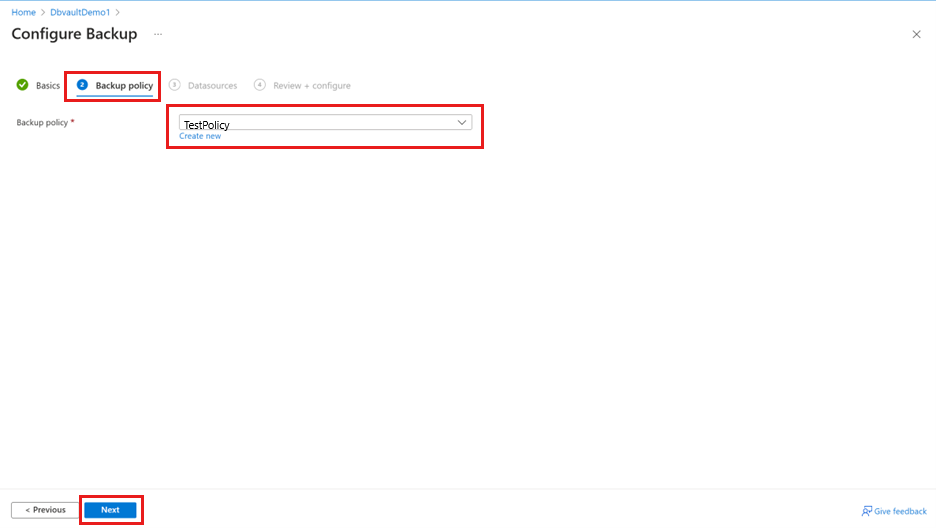 Home > DbvaultDemo1 >
Configure Backup ...
Basics 2 Backup policy 3 Datasources 4 Review + configure
Backup policy * TestPolicy
Create new
< Previous Next Give feedback